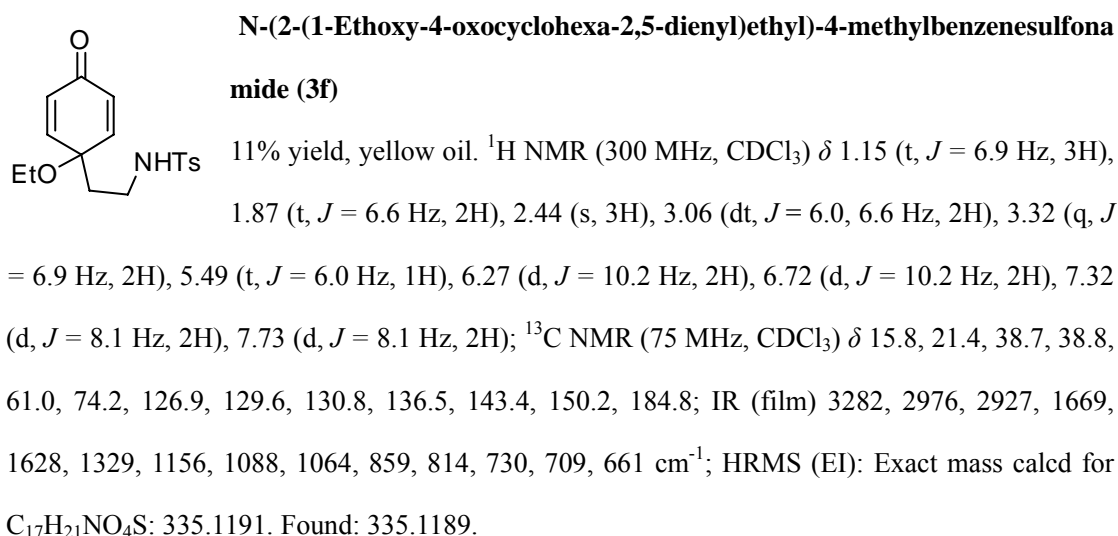 N-(2-(1-Ethoxy-4-oxocyclohexa-2,5-dienyl)ethyl)-4-methylbenzenesulfona
mide (3f)
O
EtO
NHTs
11% yield, yellow oil. ¹H NMR (300 MHz, CDCl₃) δ 1.15 (t, J = 6.9 Hz, 3H),
1.87 (t, J = 6.6 Hz, 2H), 2.44 (s, 3H), 3.06 (dt, J = 6.0, 6.6 Hz, 2H), 3.32 (q, J
= 6.9 Hz, 2H), 5.49 (t, J = 6.0 Hz, 1H), 6.27 (d, J = 10.2 Hz, 2H), 6.72 (d, J = 10.2 Hz, 2H), 7.32
(d, J = 8.1 Hz, 2H), 7.73 (d, J = 8.1 Hz, 2H); ¹³C NMR (75 MHz, CDCl₃) δ 15.8, 21.4, 38.7, 38.8,
61.0, 74.2, 126.9, 129.6, 130.8, 136.5, 143.4, 150.2, 184.8; IR (film) 3282, 2976, 2927, 1669,
1628, 1329, 1156, 1088, 1064, 859, 814, 730, 709, 661 cm⁻¹; HRMS (EI): Exact mass calcd for
C₁₇H₂₁NO₄S: 335.1191. Found: 335.1189.